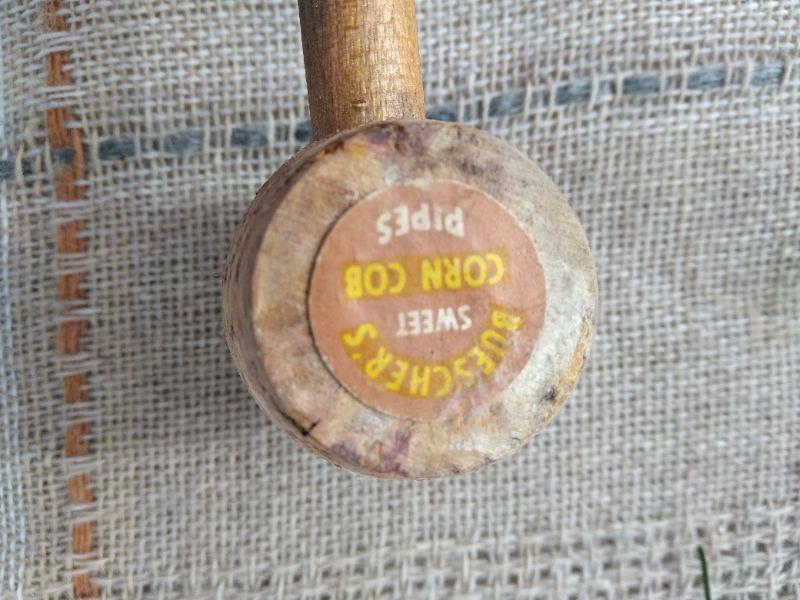 BUESCHER'S
SWEET
CORN COB
PIPES